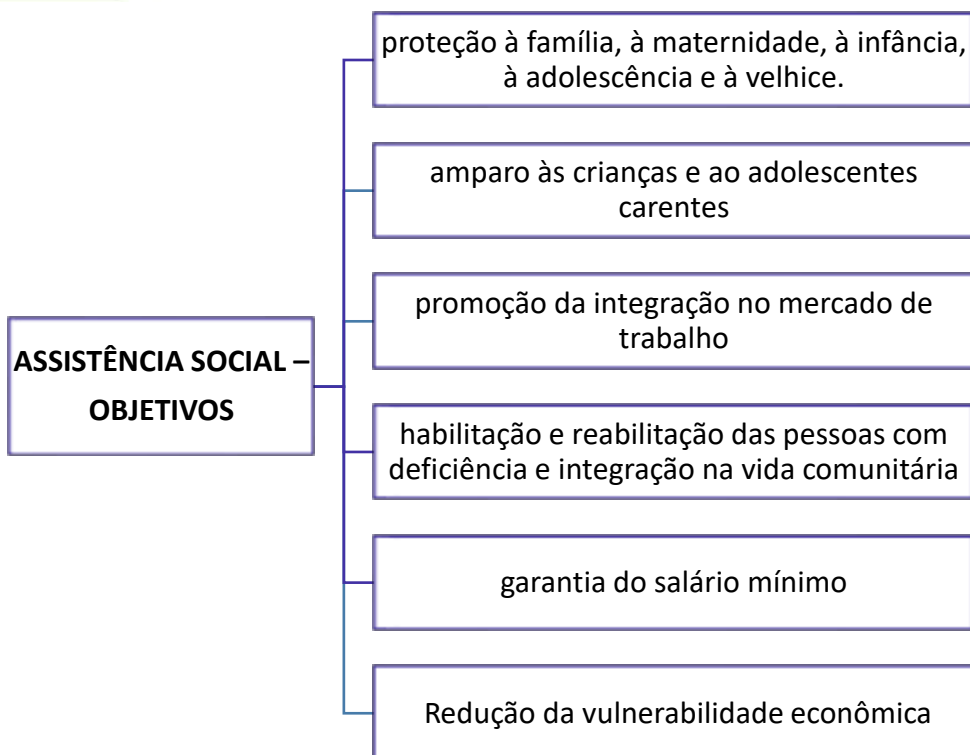 proteção à família, à maternidade, à infância,
à adolescência e à velhice.
amparo às crianças e ao adolescentes
carentes
promoção da integração no mercado de
trabalho
ASSISTÊNCIA SOCIAL –
OBJETIVOS
habilitação e reabilitação das pessoas com
deficiência e integração na vida comunitária
garantia do salário mínimo
Redução da vulnerabilidade econômica